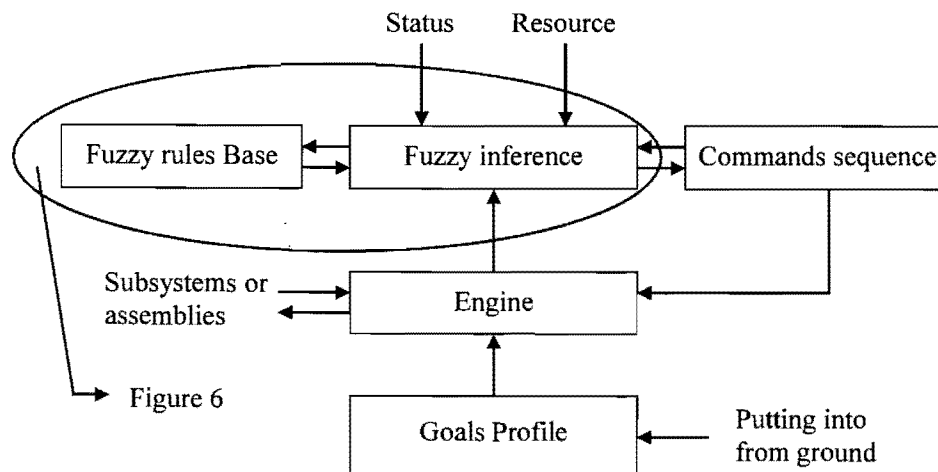 Status
Resource
Fuzzy rules Base
Fuzzy inference
Commands sequence
Subsystems or
assemblies
Engine
Figure 6
Goals Profile
Putting into
from ground